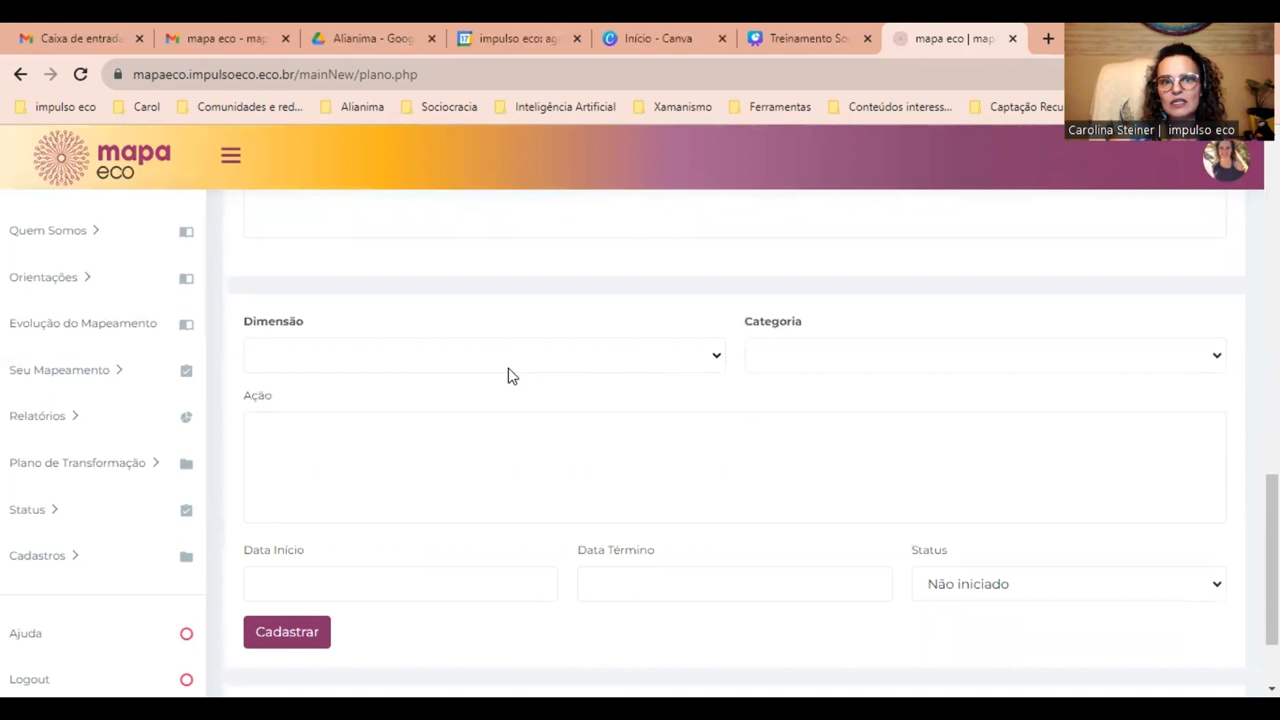 Caixa de entrad
mapa eco - ma
Alianima - Goog
impulso eco: ag
Início - Canva
Treinamento So
mapa eco | map
mapaeco.impulsoeco.eco.br/mainNew/plano.php
impulso eco
Carol
Comunidades e red...
Alianima
Sociocracia
Inteligência Artificial
Xamanismo
Ferramentas
Conteúdos interess...
Captação Recu
Carolina Steiner | impulso eco
mapa
eco
Quem Somos
Orientações
Evolução do Mapeamento
Seu Mapeamento
Relatórios
Plano de Transformação
Status
Cadastros
Ajuda
Logout
Dimensão
Categoria
Ação
Data Início
Data Término
Status
Não iniciado
Cadastrar